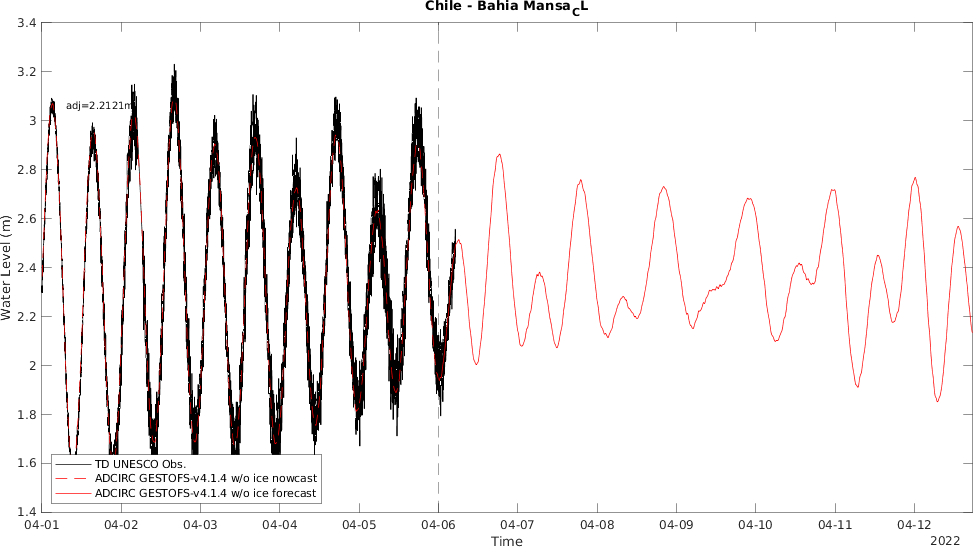 Chile - Bahia Mansa_CL
3.4
3.2
3
2.8
2.6
2.4
2.2
2
1.8
1.6
1.4
Water Level (m)
adj=2.2121m
TD UNESCO Obs.
ADCIRC GESTOFS-v4.1.4 w/o ice nowcast
ADCIRC GESTOFS-v4.1.4 w/o ice forecast
04-01 04-02 04-03 04-04 04-05 04-06 04-07 04-08 04-09 04-10 04-11 04-12
Time
2022